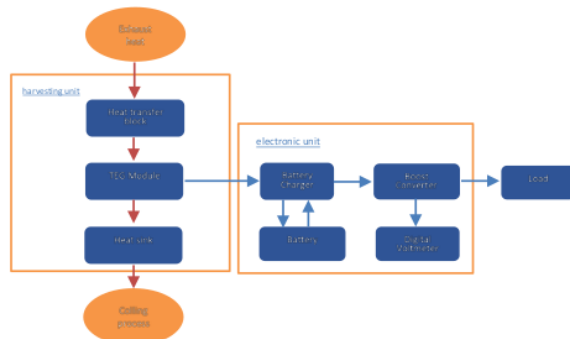 Exhaust
heat
harvesting unit
Heat transfer
block
TEG Module
Heat sink
electronic unit
Battery
Charger
Boost
Converter
Load
Battery
Digital
Voltmeter
Colling
process